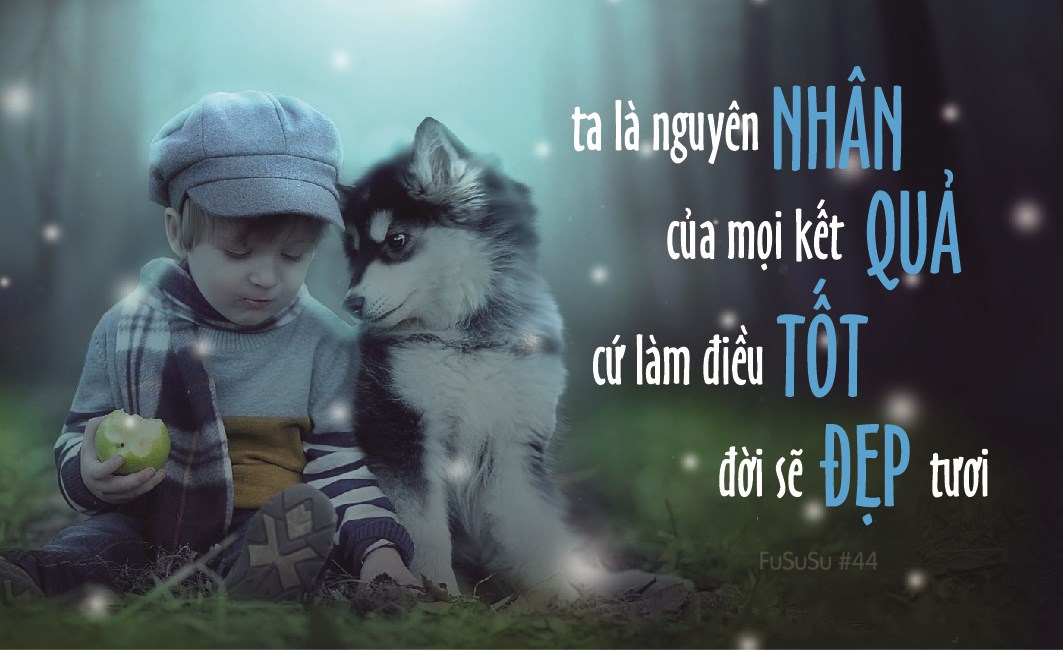 ta là nguyên NHÂN
của mọi kết QUẢ
cứ làm điều TỐT
đời sẽ ĐẸP tươi
FuSuSu #44